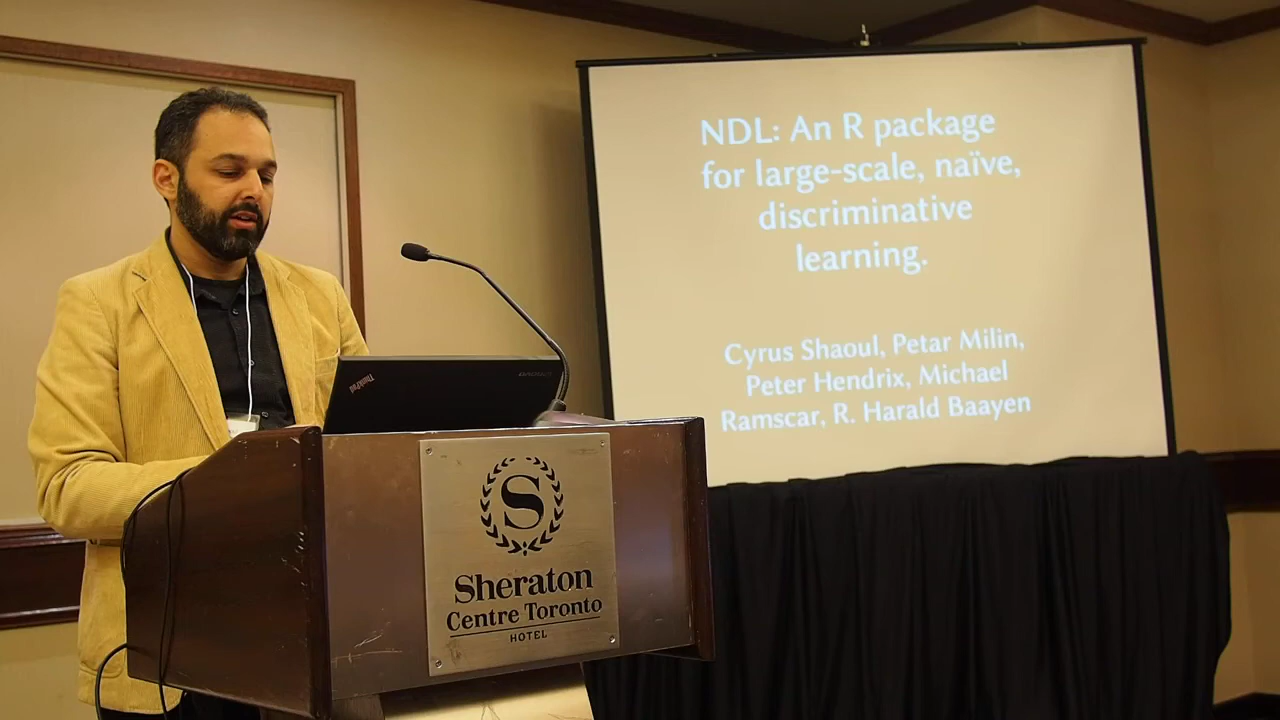 NDL: An R package
for large-scale, naïve,
discriminative
learning.
Cyrus Shaoul, Petar Milin,
Peter Hendrix, Michael
Ramscar, R. Harald Baayen
ThinkPad
S
Sheraton
Centre Toronto
HOTEL